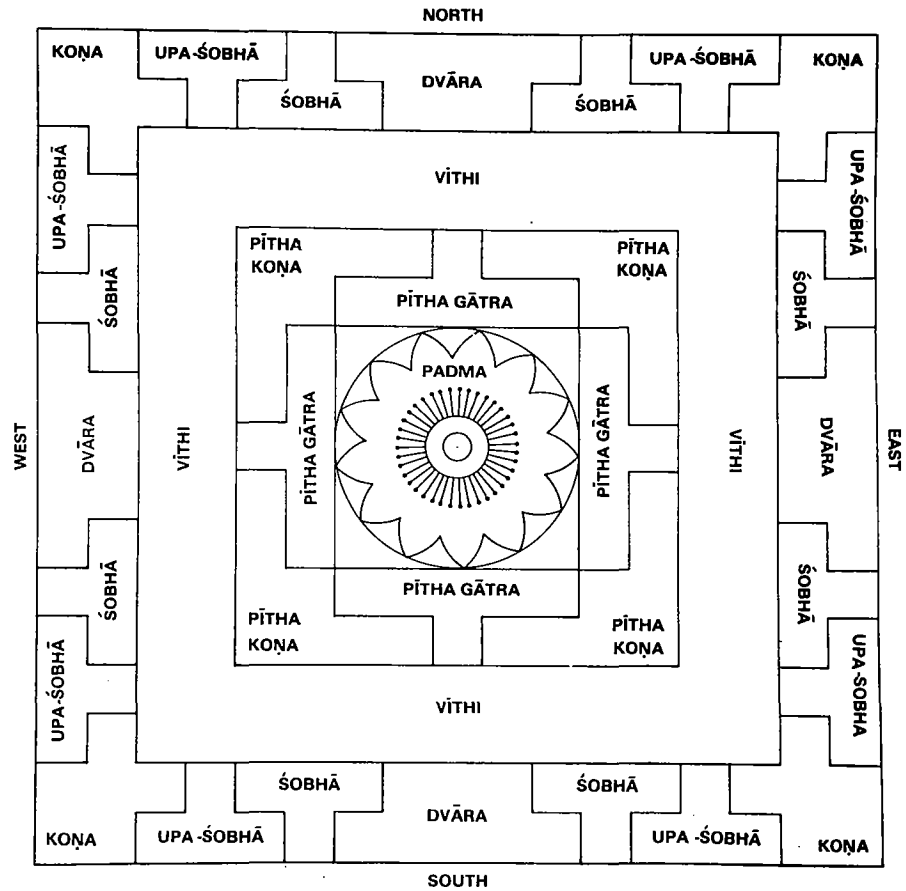 NORTH
KOṆA
UPA-ŚOBHĀ
DVĀRA
UPA-ŚOBHĀ
KOṆA
ŚOBHĀ
ŚOBHĀ
UPA-ŚOBHĀ
VĪTHI
UPA-ŚOBHĀ
PĪTHA
KOṆA
PĪTHA
KOṆA
ŚOBHĀ
PĪTHA GĀTRA
ŚOBHĀ
PADMA
WEST
DVĀRA
VĪTHI
PĪTHA GĀTRA
PĪTHA GĀTRA
VĪTHI
DVĀRA
EAST
ŚOBHĀ
PĪTHA GĀTRA
ŚOBHĀ
PĪTHA
KOṆA
PĪTHA
KOṆA
UPA-ŚOBHĀ
VĪTHI
UPA-ŚOBHA
ŚOBHĀ
ŚOBHĀ
KOṆA
UPA-ŚOBHĀ
DVĀRA
UPA-ŚOBHĀ
KOṆA
SOUTH